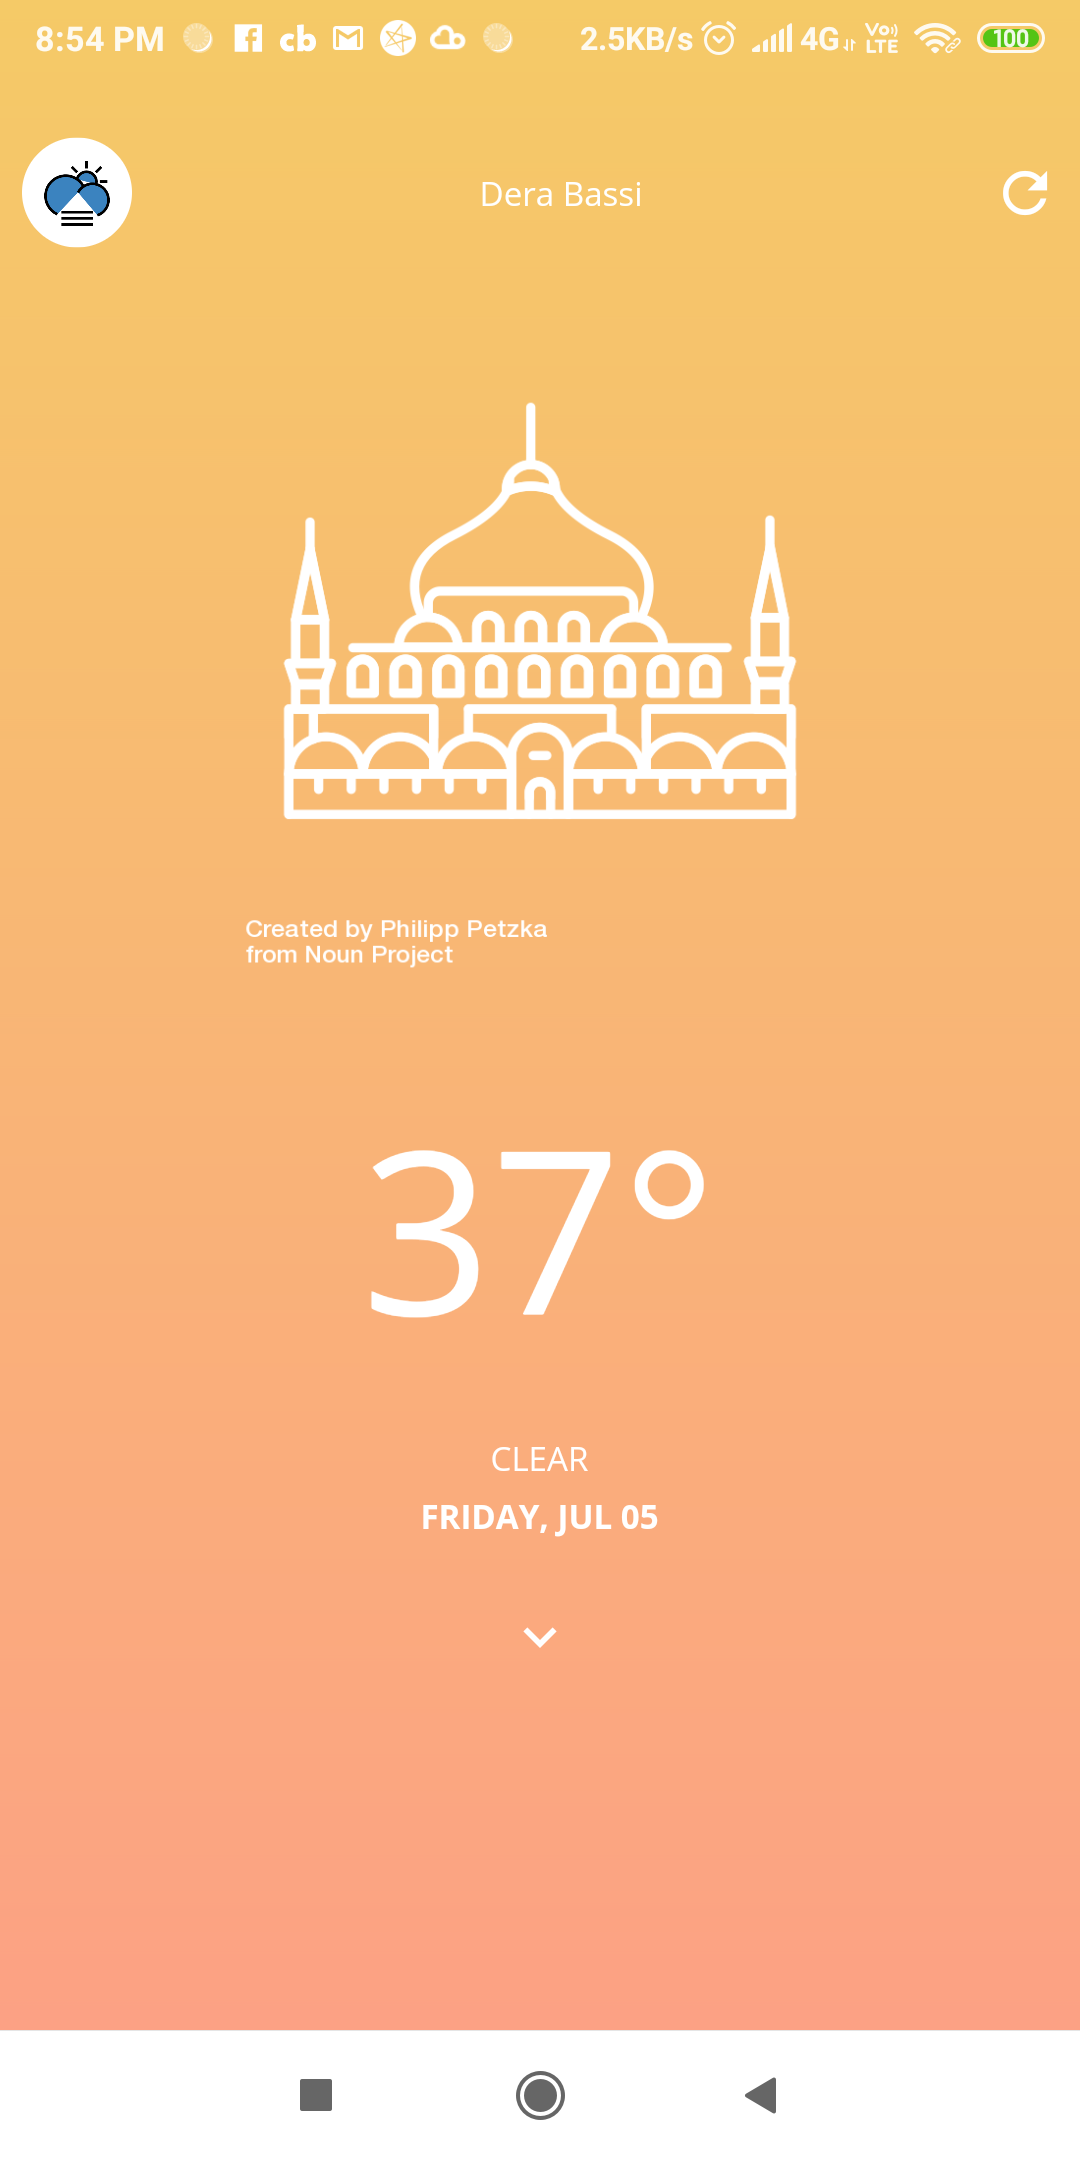 8:54 PM cb 2.5KB/s 4G Vo)) LTE 100
Dera Bassi
Created by Philipp Petzka
from Noun Project
37°
CLEAR
FRIDAY, JUL 05